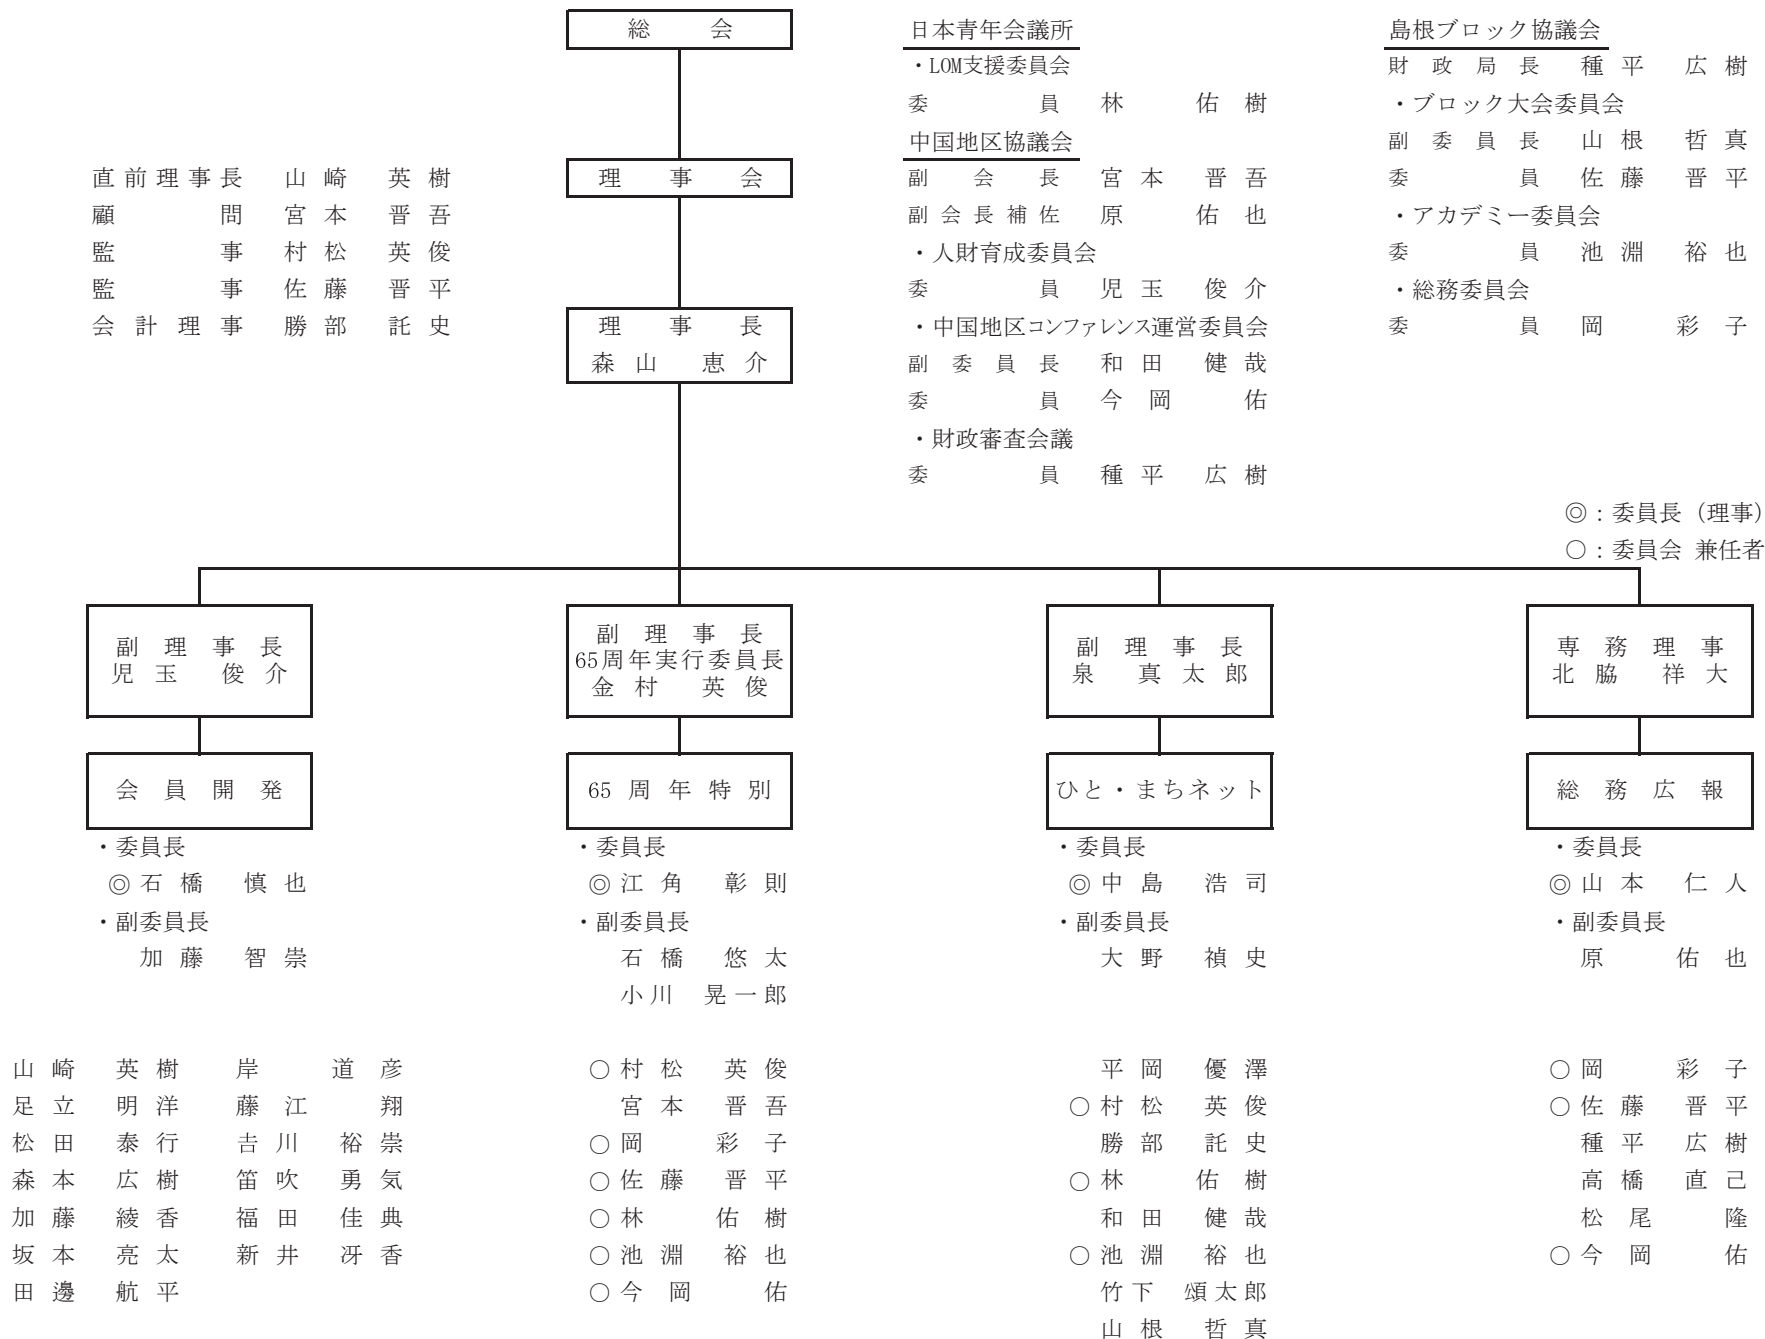 総会
理事会
理事長
森山 恵介
直前理事長 山崎 英樹
顧問 宮本 晋吾
監事 村松 英俊
監事 佐藤 晋平
会計理事 勝部 託史
日本青年会議所
・LOM支援委員会
委員 林 佑樹
中国地区協議会
副会長 宮本 晋吾
副会長補佐 原 佑也
・人財育成委員会
委員 児玉 俊介
・中国地区コンファレンス運営委員会
副委員長 和田 健哉
委員 今岡 佑
・財政審査会議
委員 種平 広樹
島根ブロック協議会
財政局長 種平 広樹
・ブロック大会委員会
副委員長 山根 哲真
委員 佐藤 晋平
・アカデミー委員会
委員 池淵 裕也
・総務委員会
委員 岡 彩子
◎：委員長（理事）
○：委員会 兼任者
副理事長
児玉 俊介
会員開発
・委員長
◎石橋 慎也
・副委員長
加藤 智崇
山崎 英樹 岸 道彦
足立 明洋 藤江 翔
松田 泰行 吉川 裕崇
森本 広樹 笛吹 勇気
加藤 綾香 福田 佳典
坂本 亮太 新井 冴香
田邊 航平
副理事長
65周年実行委員長
金村 英俊
65周年特別
・委員長
◎江角 彰則
・副委員長
石橋 悠太
小川 晃一郎
○村松 英俊
宮本 晋吾
○岡 彩子
○佐藤 晋平
○林 佑樹
○池淵 裕也
○今岡 佑
副理事長
泉 真太郎
ひと・まちネット
・委員長
◎中島 浩司
・副委員長
大野 禎史
平岡 優澤
○村松 英俊
勝部 託史
○林 佑樹
和田 健哉
○池淵 裕也
竹下 頌太郎
山根 哲真
専務理事
北脇 祥大
総務広報
・委員長
◎山本 仁人
・副委員長
原 佑也
○岡 彩子
○佐藤 晋平
種平 広樹
高橋 直己
松尾 隆
○今岡 佑